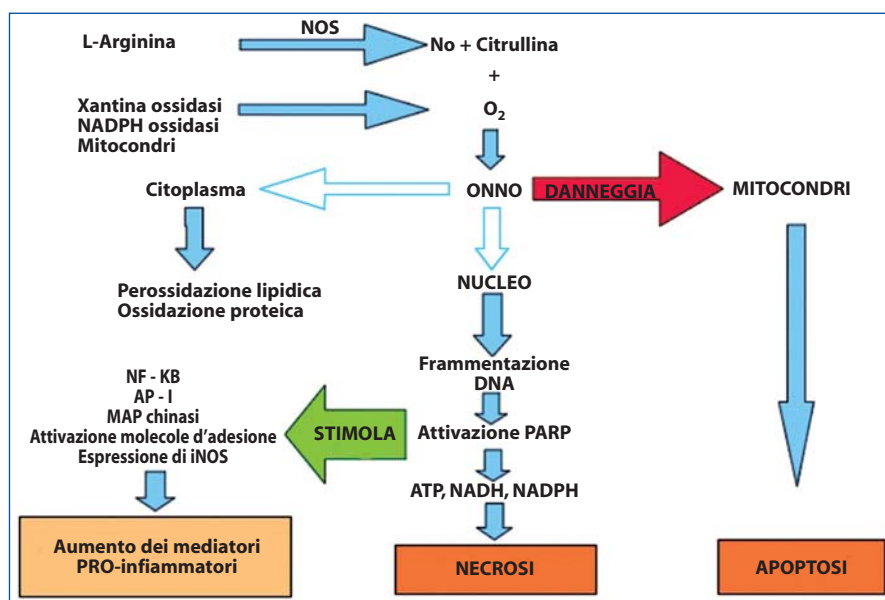 NOS
L-Arginina
No + Citrullina
+
Xantina ossidasi
NADPH ossidasi
Mitocondri
O2
Citoplasma
ONNO
DANNEGGIA
MITOCONDRI
Perossidazione lipidica
Ossidazione proteica
NUCLEO
Frammentazione
DNA
NF - KB
AP - I
MAP chinasi
Attivazione molecole d'adesione
Espressione di iNOS
STIMOLA
Attivazione PARP
ATP, NADH, NADPH
Aumento dei mediatori
PRO-infiammatori
NECROSI
APOPTOSI